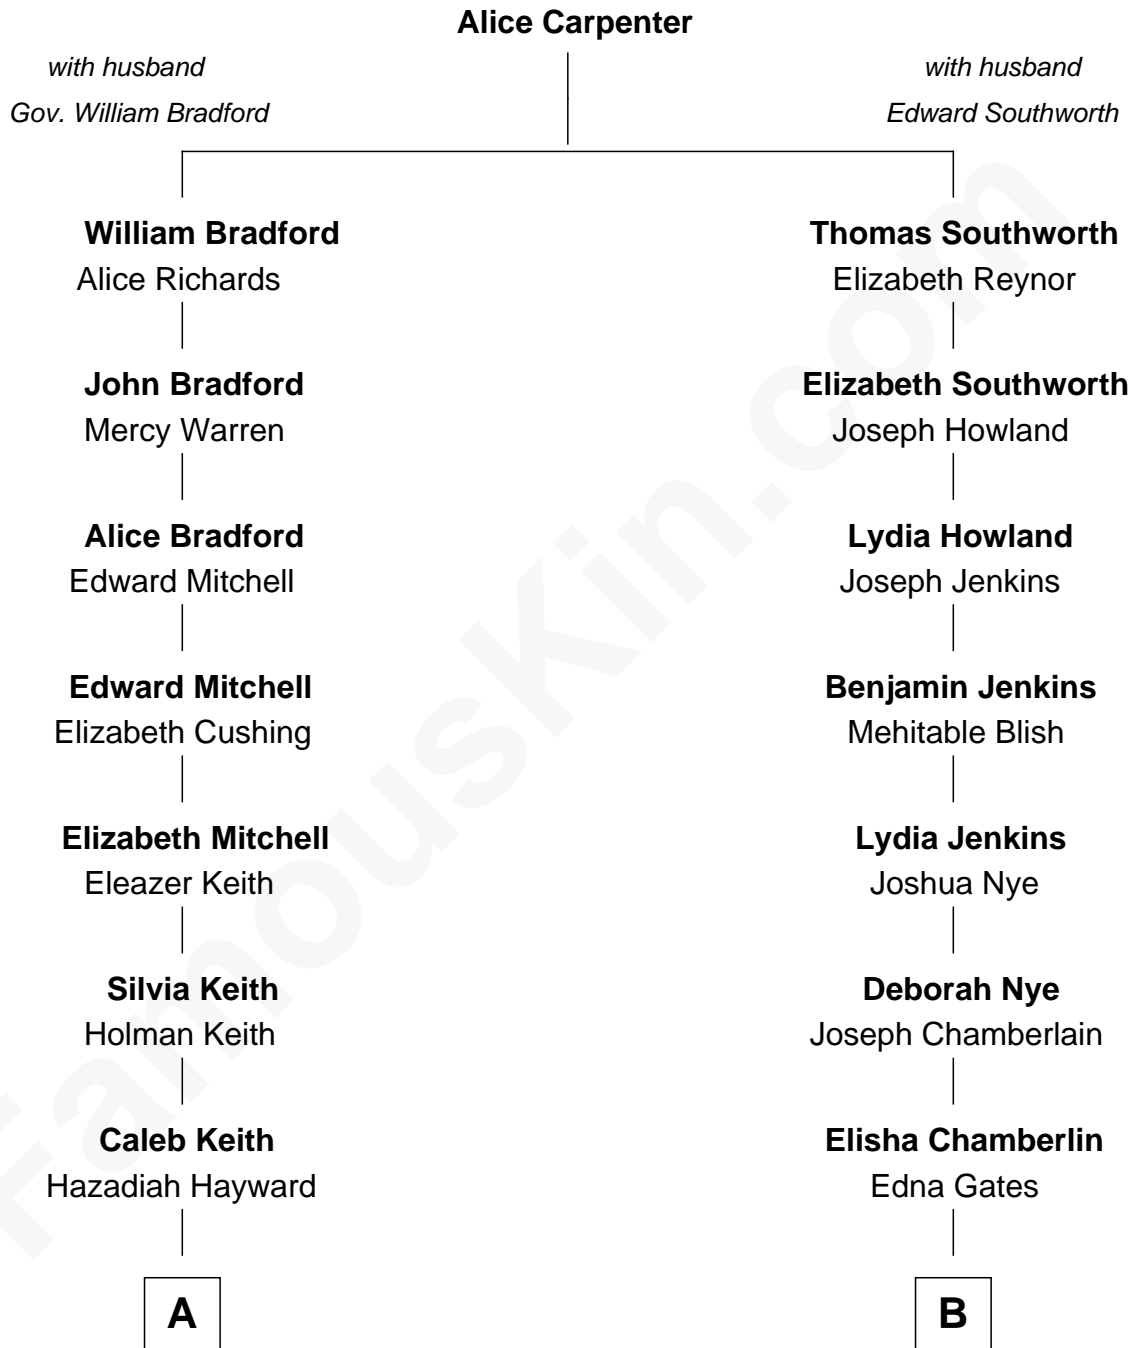 Alice Carpenter
with husband
Gov. William Bradford
with husband
Edward Southworth
William Bradford
Alice Richards
Thomas Southworth
Elizabeth Reynor
John Bradford
Mercy Warren
Elizabeth Southworth
Joseph Howland
Alice Bradford
Edward Mitchell
Lydia Howland
Joseph Jenkins
Edward Mitchell
Elizabeth Cushing
Benjamin Jenkins
Mehitable Blish
Elizabeth Mitchell
Eleazer Keith
Lydia Jenkins
Joshua Nye
Silvia Keith
Holman Keith
Deborah Nye
Joseph Chamberlain
Caleb Keith
Hazadiah Hayward
Elisha Chamberlin
Edna Gates
A
B
FamousKin.com